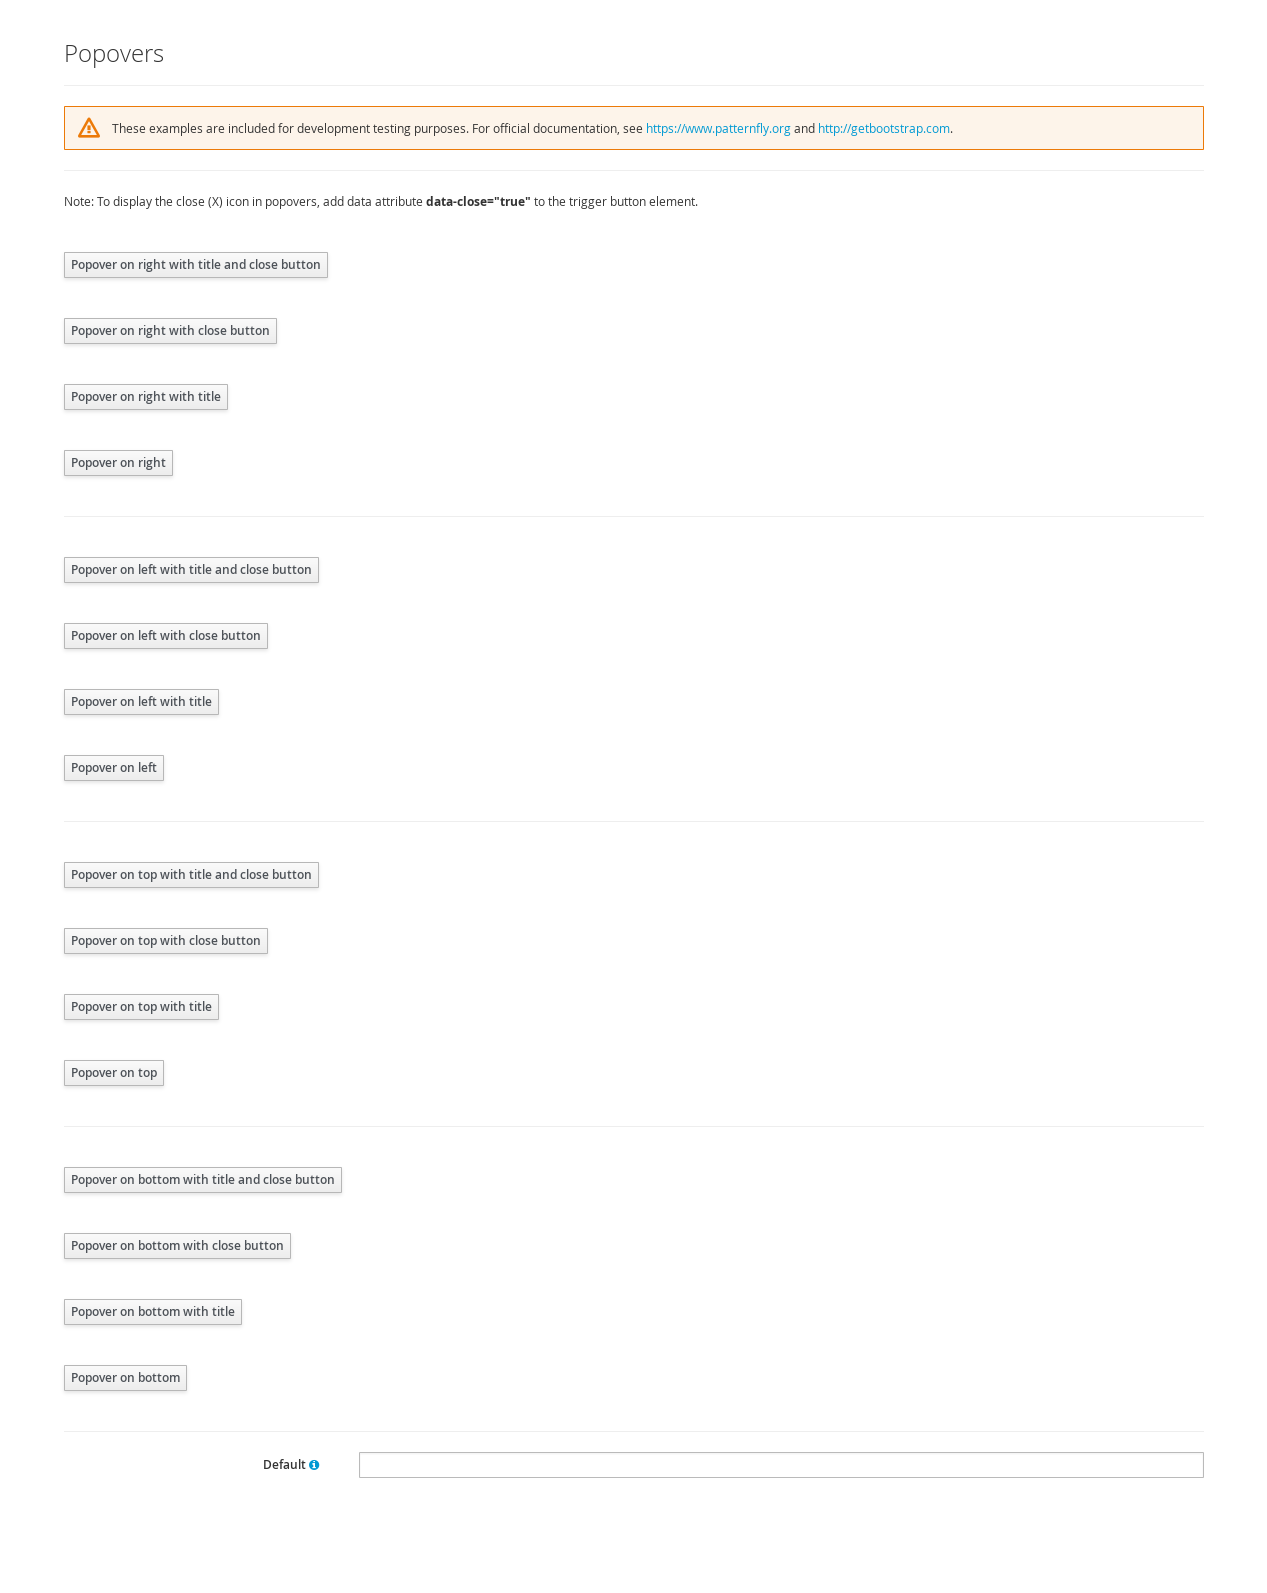 Popovers
These examples are included for development testing purposes. For official documentation, see https://www.patternfly.org and http://getbootstrap.com.
Note: To display the close (X) icon in popovers, add data attribute data-close="true" to the trigger button element.
Popover on right with title and close button
Popover on right with close button
Popover on right with title
Popover on right
Popover on left with title and close button
Popover on left with close button
Popover on left with title
Popover on left
Popover on top with title and close button
Popover on top with close button
Popover on top with title
Popover on top
Popover on bottom with title and close button
Popover on bottom with close button
Popover on bottom with title
Popover on bottom
Default